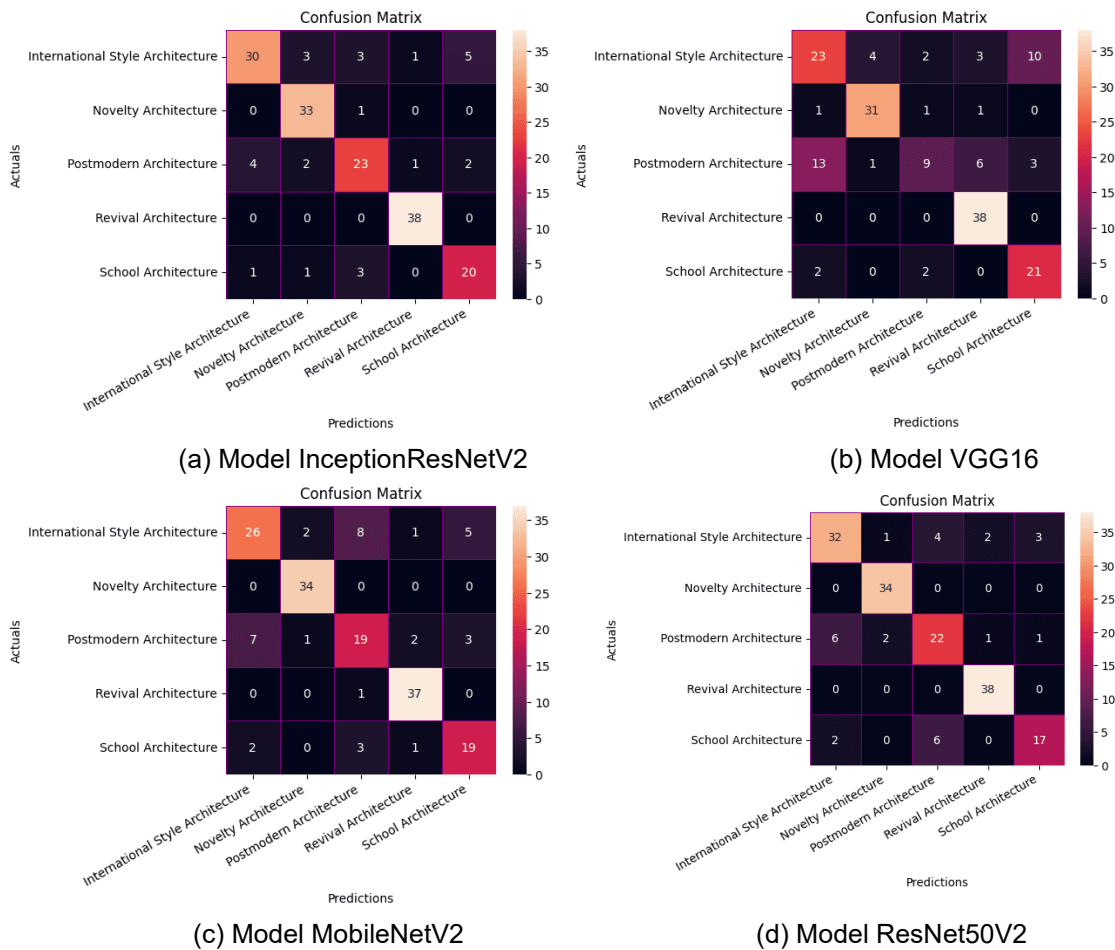 Confusion Matrix
International Style Architecture 30 3 3 1 5
Novelty Architecture 0 33 1 0 0
Postmodern Architecture 4 2 23 1 2
Revival Architecture 0 0 0 38 0
School Architecture 1 1 3 0 20
Actuals
35
30
25
20
15
10
5
0
International Style Architecture
Novelty Architecture
Postmodern Architecture
Revival Architecture
School Architecture
Predictions
(a) Model InceptionResNetV2
Confusion Matrix
International Style Architecture 23 4 2 3 10
Novelty Architecture 1 31 1 1 0
Postmodern Architecture 13 1 9 6 3
Revival Architecture 0 0 0 38 0
School Architecture 2 0 2 0 21
Actuals
35
30
25
20
15
10
5
0
International Style Architecture
Novelty Architecture
Postmodern Architecture
Revival Architecture
School Architecture
Predictions
(b) Model VGG16
Confusion Matrix
International Style Architecture 26 2 8 1 5
Novelty Architecture 0 34 0 0 0
Postmodern Architecture 7 1 19 2 3
Revival Architecture 0 0 1 37 0
School Architecture 2 0 3 1 19
Actuals
35
30
25
20
15
10
5
0
International Style Architecture
Novelty Architecture
Postmodern Architecture
Revival Architecture
School Architecture
Predictions
(c) Model MobileNetV2
Confusion Matrix
International Style Architecture 32 1 4 2 3
Novelty Architecture 0 34 0 0 0
Postmodern Architecture 6 2 22 1 1
Revival Architecture 0 0 0 38 0
School Architecture 2 0 6 0 17
Actuals
35
30
25
20
15
10
5
0
International Style Architecture
Novelty Architecture
Postmodern Architecture
Revival Architecture
School Architecture
Predictions
(d) Model ResNet50V2